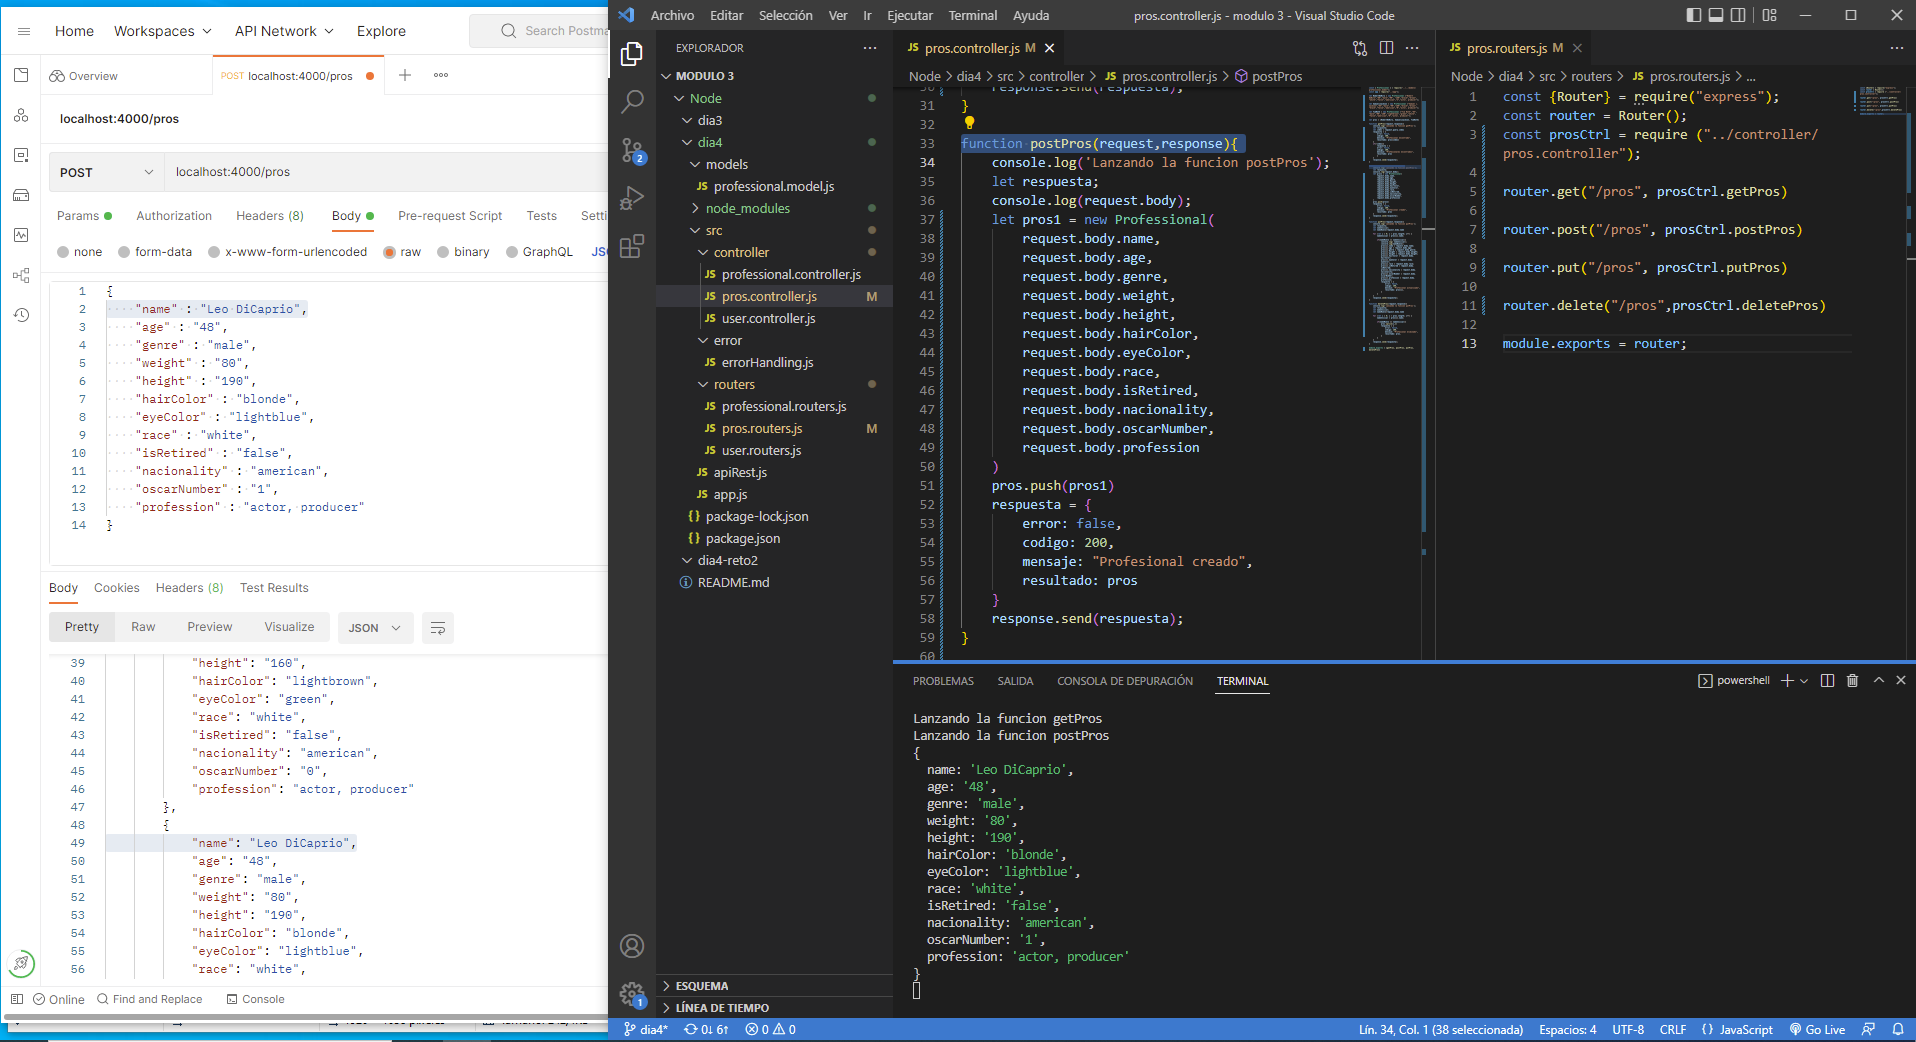 Home
Workspaces
API Network
Explore
Search Postma
Overview
POST localhost:4000/pros
localhost:4000/pros
POST
localhost:4000/pros
Params
Authorization
Headers (8)
Body
Pre-request Script
Tests
Setti
none
form-data
x-www-form-urlencoded
raw
binary
GraphQL
JS
1 {
2 "name" : "Leo DiCaprio",
3 "age" : "48",
4 "genre" : "male",
5 "weight" : "80",
6 "height" : "190",
7 "hairColor" : "blonde",
8 "eyeColor" : "lightblue",
9 "race" : "white",
10 "isRetired" : "false",
11 "nacionality" : "american",
12 "oscarNumber" : "1",
13 "profession" : "actor, producer"
14 }
Body
Cookies
Headers (8)
Test Results
Pretty
Raw
Preview
Visualize
JSON
39 "height": "160",
40 "hairColor": "lightbrown",
41 "eyeColor": "green",
42 "race": "white",
43 "isRetired": "false",
44 "nacionality": "american",
45 "oscarNumber": "0",
46 "profession": "actor, producer"
47 },
48 {
49 "name": "Leo DiCaprio",
50 "age": "48",
51 "genre": "male",
52 "weight": "80",
53 "height": "190",
54 "hairColor": "blonde",
55 "eyeColor": "lightblue",
56 "race": "white",
Online
Find and Replace
Console
Archivo
Editar
Selección
Ver
Ir
Ejecutar
Terminal
Ayuda
pros.controller.js - modulo 3 - Visual Studio Code
EXPLORADOR
MODULO 3
Node
dia3
dia4
models
JS professional.model.js
node_modules
src
controller
JS professional.controller.js
JS pros.controller.js M
JS user.controller.js
error
JS errorHandling.js
routers
JS professional.routers.js
JS pros.routers.js M
JS user.routers.js
JS apiRest.js
JS app.js
{} package-lock.json
{} package.json
dia4-reto2
README.md
ESQUEMA
LÍNEA DE TIEMPO
2
1
JS pros.controller.js M
Node > dia4 > src > controller > JS pros.controller.js > postPros
30 response.send(respuesta);
31 }
32
33 function postPros(request,response){
34 console.log('Lanzando la funcion postPros');
35 let respuesta;
36 console.log(request.body);
37 let pros1 = new Professional(
38 request.body.name,
39 request.body.age,
40 request.body.genre,
41 request.body.weight,
42 request.body.height,
43 request.body.hairColor,
44 request.body.eyeColor,
45 request.body.race,
46 request.body.isRetired,
47 request.body.nacionality,
48 request.body.oscarNumber,
49 request.body.profession
50 )
51 pros.push(pros1)
52 respuesta = {
53 error: false,
54 codigo: 200,
55 mensaje: "Profesional creado",
56 resultado: pros
57 }
58 response.send(respuesta);
59 }
60
JS pros.routers.js M
Node > dia4 > src > routers > JS pros.routers.js > ...
1 const {Router} = require("express");
2 const router = Router();
3 const prosCtrl = require ("../controller/
pros.controller");
4
5 router.get("/pros", prosCtrl.getPros)
6
7 router.post("/pros", prosCtrl.postPros)
8
9 router.put("/pros", prosCtrl.putPros)
10
11 router.delete("/pros",prosCtrl.deletePros)
12
13 module.exports = router;
PROBLEMAS
SALIDA
CONSOLA DE DEPURACIÓN
TERMINAL
powershell
Lanzando la funcion getPros
Lanzando la funcion postPros
{
name: 'Leo DiCaprio',
age: '48',
genre: 'male',
weight: '80',
height: '190',
hairColor: 'blonde',
eyeColor: 'lightblue',
race: 'white',
isRetired: 'false',
nacionality: 'american',
oscarNumber: '1',
profession: 'actor, producer'
}
dia4*
0↓ 6↑
0
0
Lín. 34, Col. 1 (38 seleccionada)
Espacios: 4
UTF-8
CRLF
{} JavaScript
Go Live